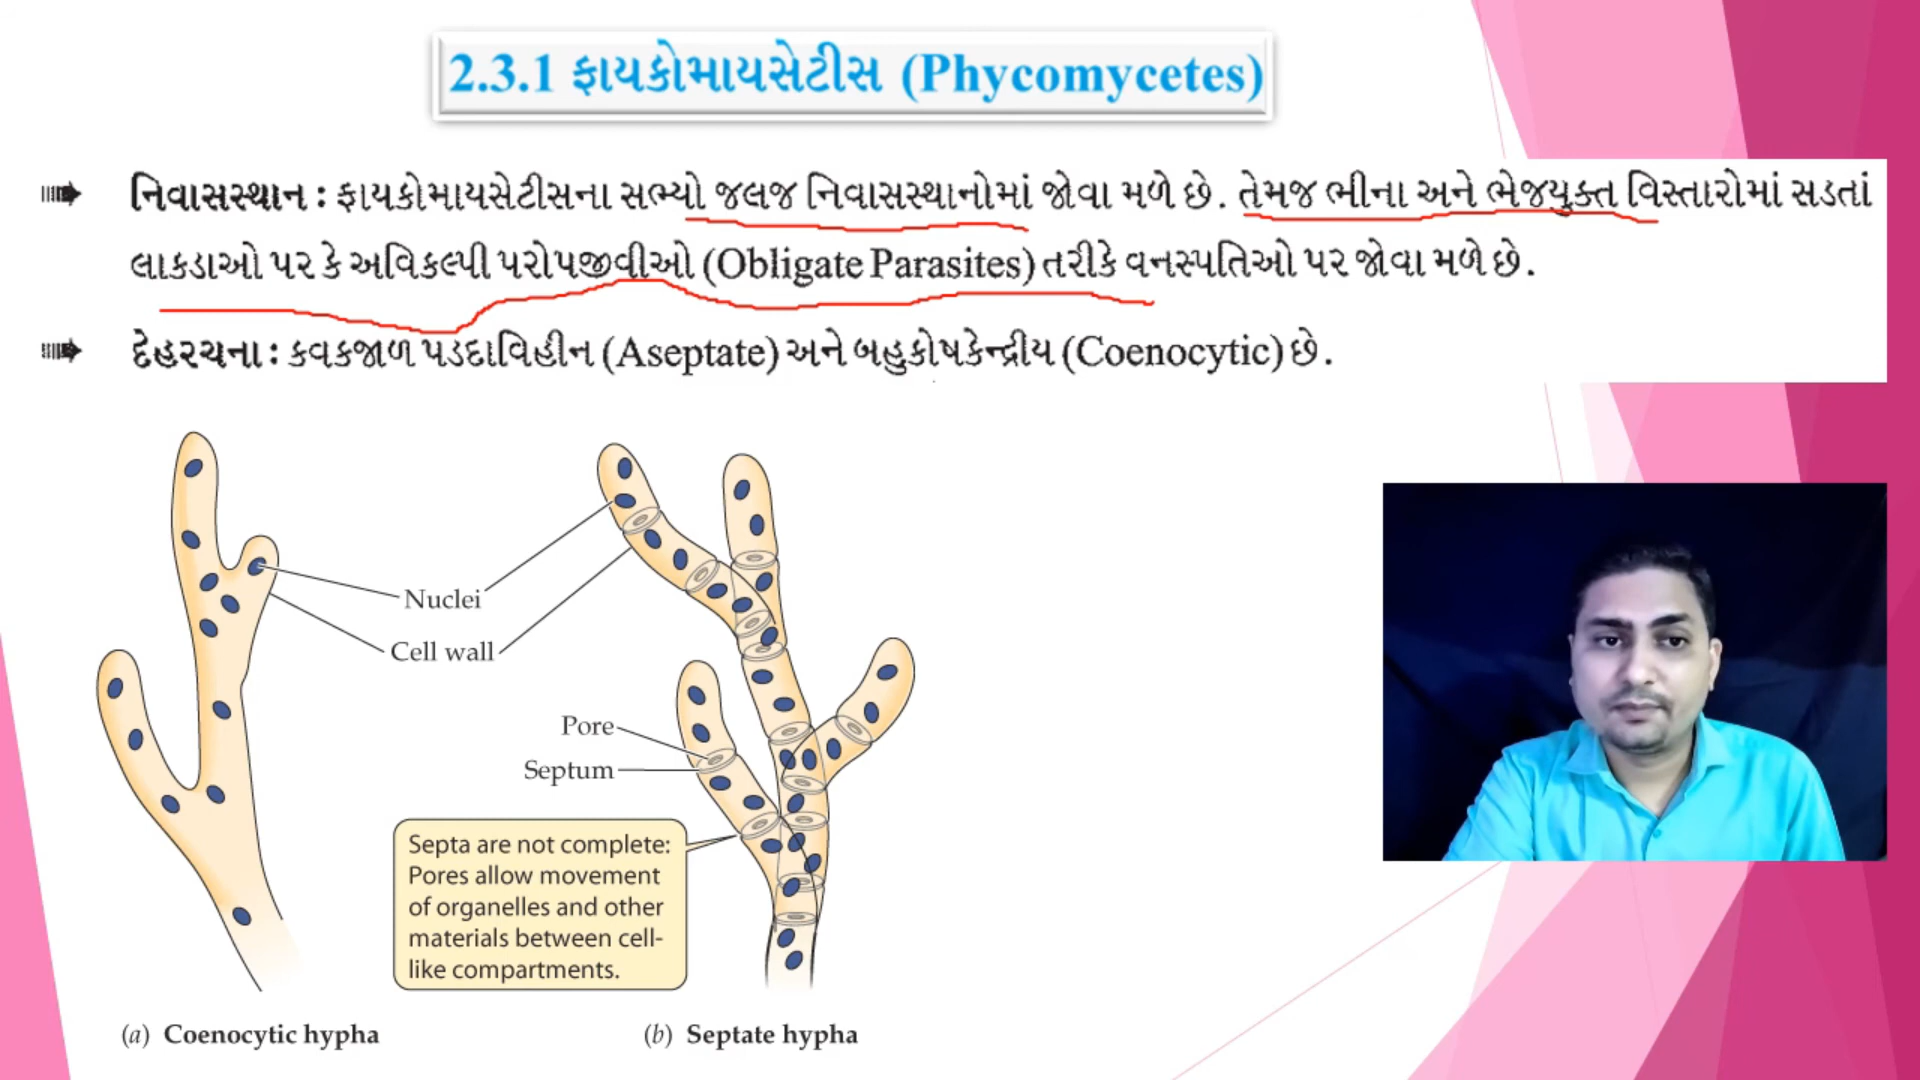 2.3.1 ફાયકોમાયસેટીસ (Phycomycetes)
નિવાસસ્થાન : ફાયકોમાયસેટીસના સભ્યો જલજ નિવાસસ્થાનોમાં જોવા મળે છે. તેમજ ભીના અને ભેજયુક્ત વિસ્તારોમાં સડતાં
લાકડાઓ પર કે અવિકલ્પી પરોપજીવીઓ (Obligate Parasites) તરીકે વનસ્પતિઓ પર જોવા મળે છે.
દેહરચના : કવકજાળ પડદાવિહીન (Aseptate) અને બહુકોષકેન્દ્રીય (Coenocytic) છે.
Nuclei
Cell wall
Pore
Septum
Septa are not complete:
Pores allow movement
of organelles and other
materials between cell-
like compartments.
(a) Coenocytic hypha
(b) Septate hypha